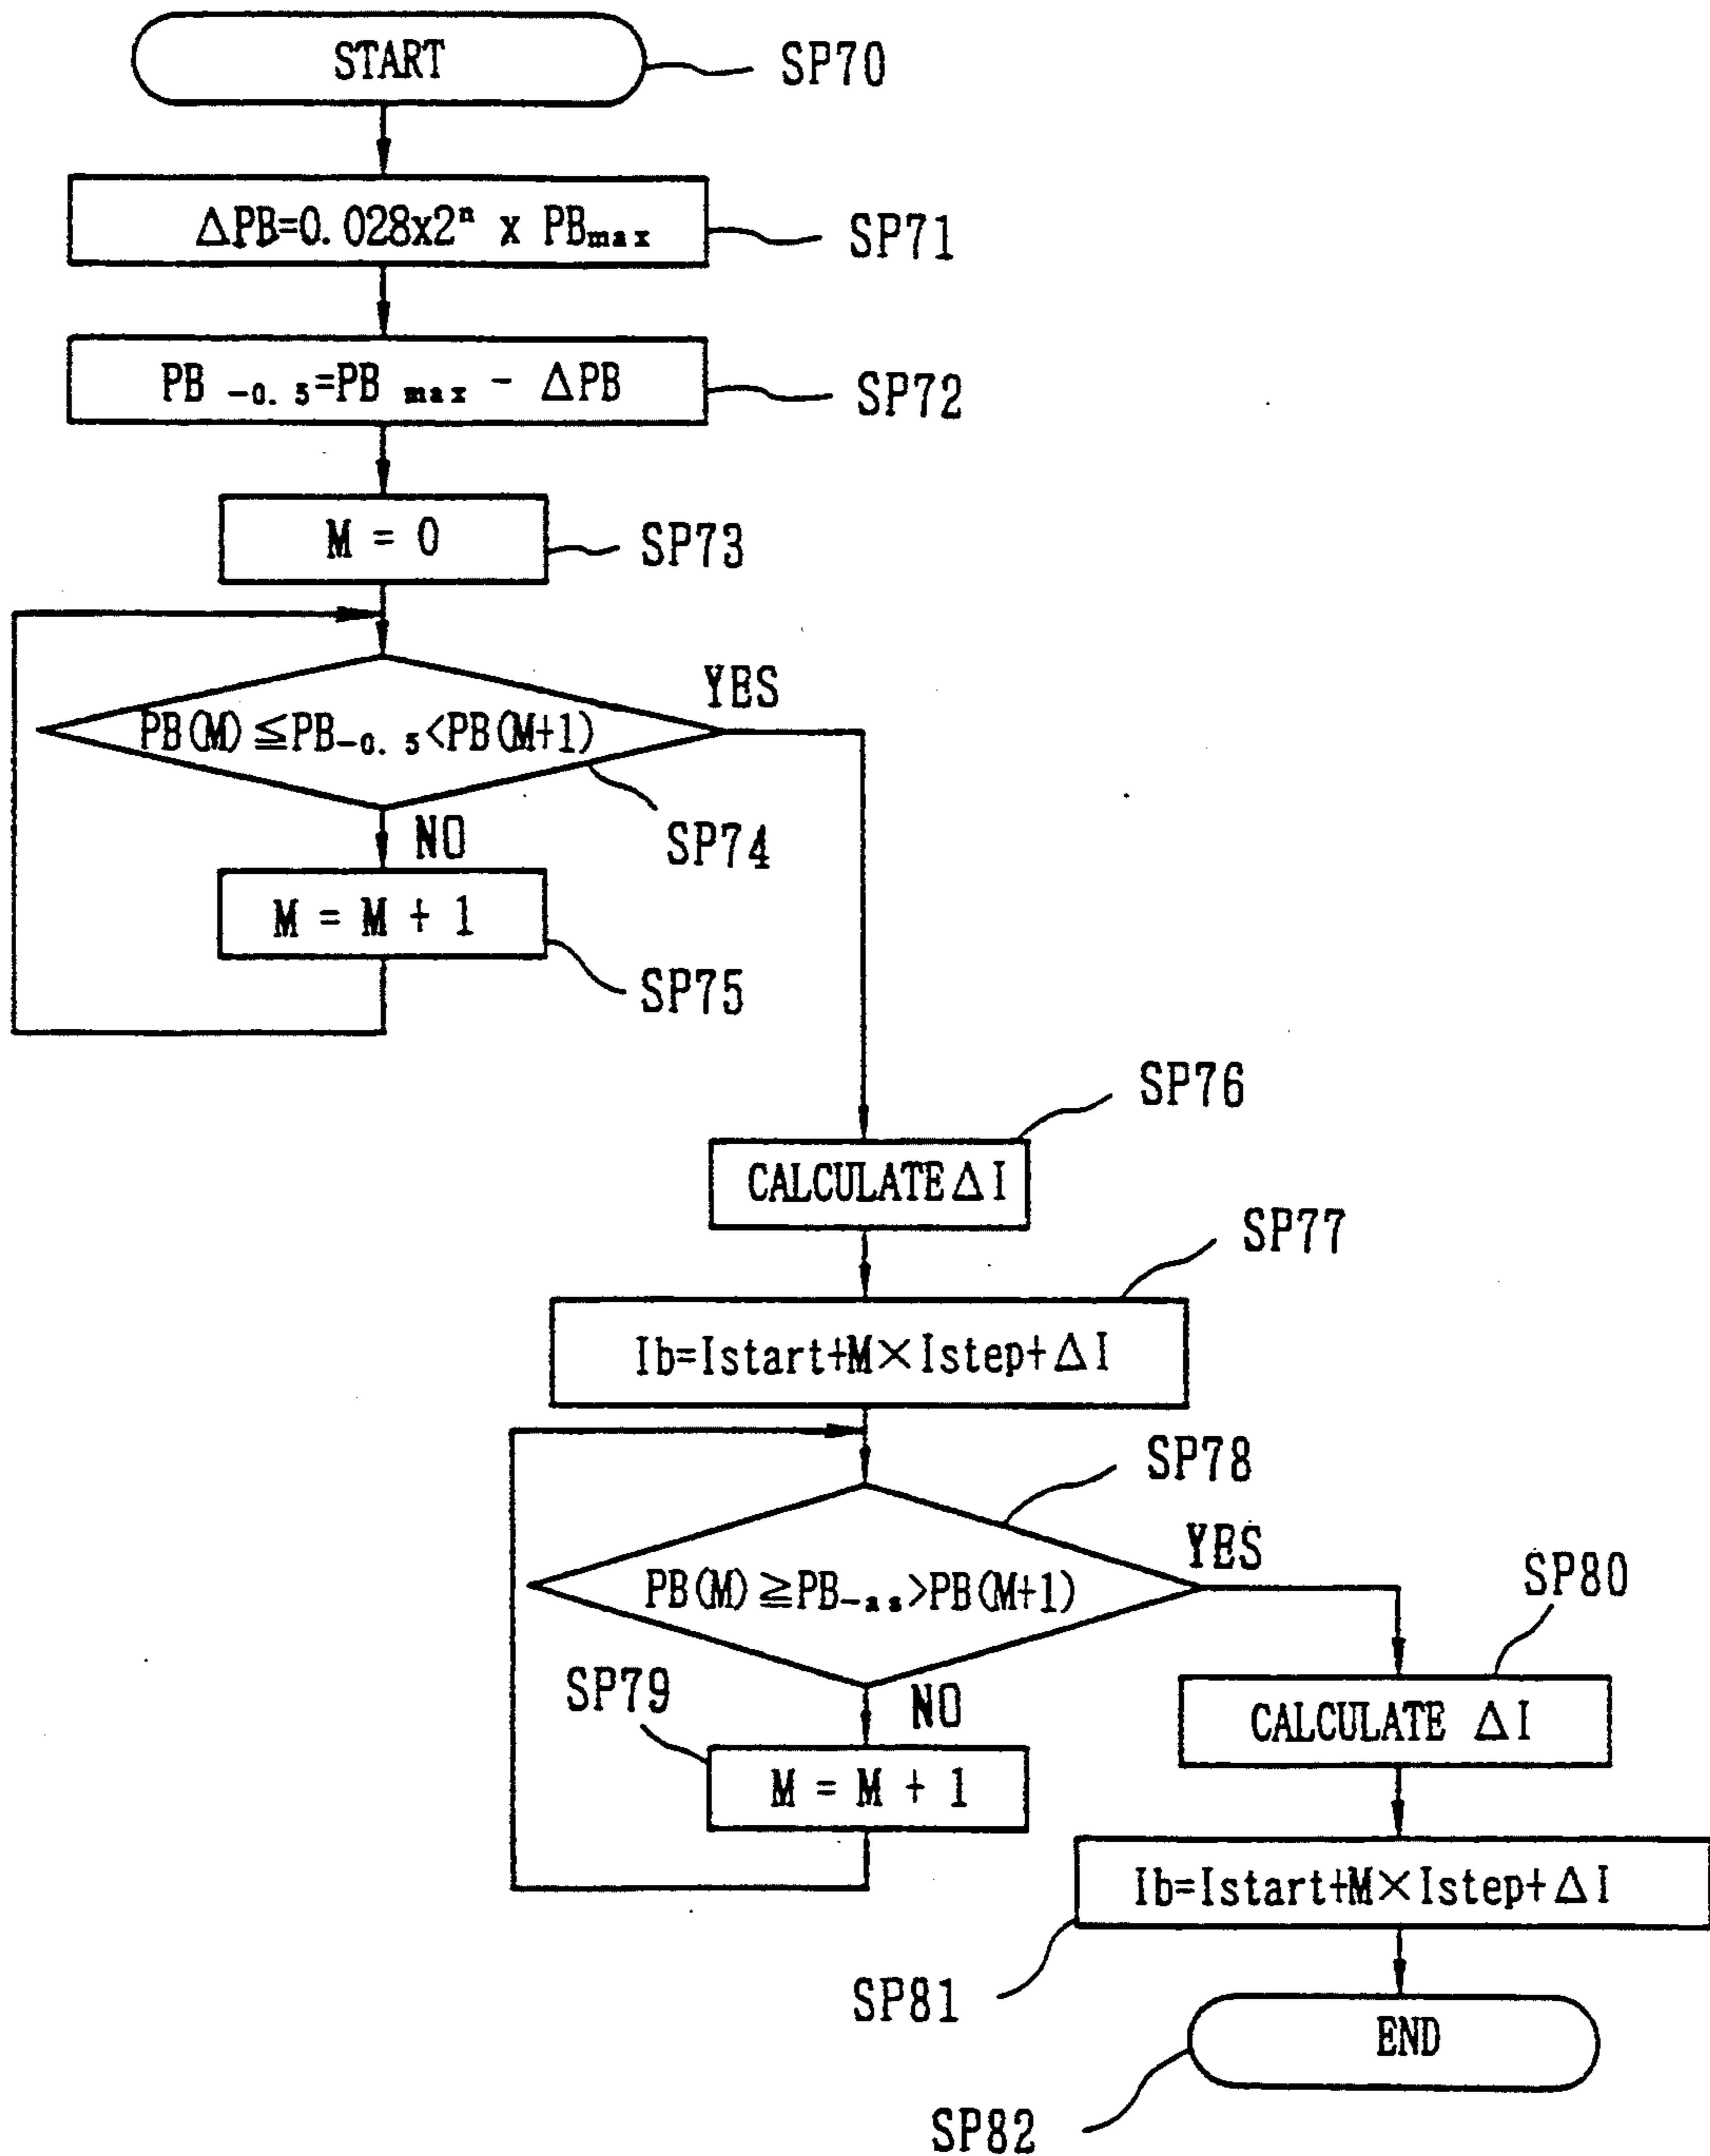 START
SP70
ΔPB=0.028x2ⁿ x PBmax
SP71
PB -0.5=PB max - ΔPB
SP72
M = 0
SP73
YES
PB(M)≦PB-0.5<PB(M+1)
SP74
NO
M = M + 1
SP75
SP76
CALCULATE ΔI
SP77
Ib=Istart+M×Istep+ΔI
SP78
YES
PB(M)≧PB-as>PB(M+1)
SP80
SP79
NO
CALCULATE ΔI
M = M + 1
Ib=Istart+M×Istep+ΔI
SP81
END
SP82